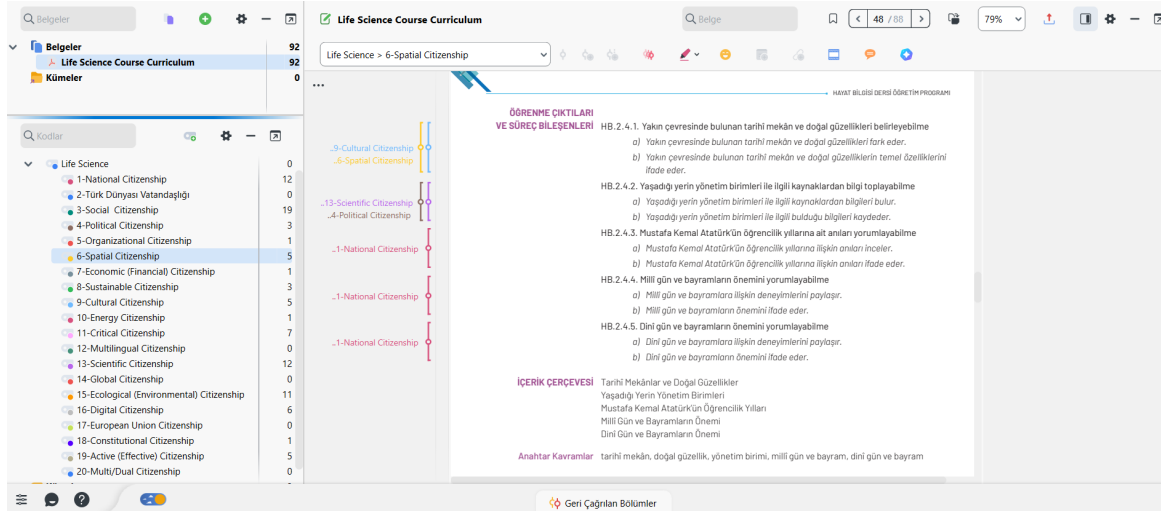 Belgeler
Belgeler 92
Life Science Course Curriculum 92
Kümeler 0
Kodlar
Life Science 0
1-National Citizenship 12
2-Türk Dünyası Vatandaşlığı 0
3-Social Citizenship 19
4-Political Citizenship 3
5-Organizational Citizenship 1
6-Spatial Citizenship 5
7-Economic (Financial) Citizenship 1
8-Sustainable Citizenship 3
9-Cultural Citizenship 5
10-Energy Citizenship 1
11-Critical Citizenship 7
12-Multilingual Citizenship 0
13-Scientific Citizenship 12
14-Global Citizenship 0
15-Ecological (Environmental) Citizenship 11
16-Digital Citizenship 6
17-European Union Citizenship 0
18-Constitutional Citizenship 1
19-Active (Effective) Citizenship 5
20-Multi/Dual Citizenship 0
Life Science Course Curriculum
Belge
48 / 88
79%
Life Science > 6-Spatial Citizenship
..9-Cultural Citizenship
..6-Spatial Citizenship
..13-Scientific Citizenship
..4-Political Citizenship
..1-National Citizenship
..1-National Citizenship
..1-National Citizenship
HAYAT BİLGİSİ DERSİ ÖĞRETİM PROGRAMI
ÖĞRENME ÇIKTILARI
VE SÜREÇ BİLEŞENLERİ HB.2.4.1. Yakın çevresinde bulunan tarihî mekân ve doğal güzellikleri belirleyebilme
a) Yakın çevresinde bulunan tarihî mekân ve doğal güzellikleri fark eder.
b) Yakın çevresinde bulunan tarihî mekân ve doğal güzelliklerin temel özelliklerini
ifade eder.
HB.2.4.2. Yaşadığı yerin yönetim birimleri ile ilgili kaynaklardan bilgi toplayabilme
a) Yaşadığı yerin yönetim birimleri ile ilgili kaynaklardan bilgileri bulur.
b) Yaşadığı yerin yönetim birimleri ile ilgili bulduğu bilgileri kaydeder.
HB.2.4.3. Mustafa Kemal Atatürk'ün öğrencilik yıllarına ait anıları yorumlayabilme
a) Mustafa Kemal Atatürk'ün öğrencilik yıllarına ilişkin anıları inceler.
b) Mustafa Kemal Atatürk'ün öğrencilik yıllarına ilişkin anıları ifade eder.
HB.2.4.4. Millî gün ve bayramların önemini yorumlayabilme
a) Millî gün ve bayramlara ilişkin deneyimlerini paylaşır.
b) Millî gün ve bayramların önemini ifade eder.
HB.2.4.5. Dinî gün ve bayramların önemini yorumlayabilme
a) Dinî gün ve bayramlara ilişkin deneyimlerini paylaşır.
b) Dinî gün ve bayramların önemini ifade eder.
İÇERİK ÇERÇEVESİ Tarihî Mekânlar ve Doğal Güzellikler
Yaşadığı Yerin Yönetim Birimleri
Mustafa Kemal Atatürk'ün Öğrencilik Yılları
Millî Gün ve Bayramların Önemi
Dinî Gün ve Bayramların Önemi
Anahtar Kavramlar tarihî mekân, doğal güzellik, yönetim birimi, millî gün ve bayram, dinî gün ve bayram
Geri Çağrılan Bölümler